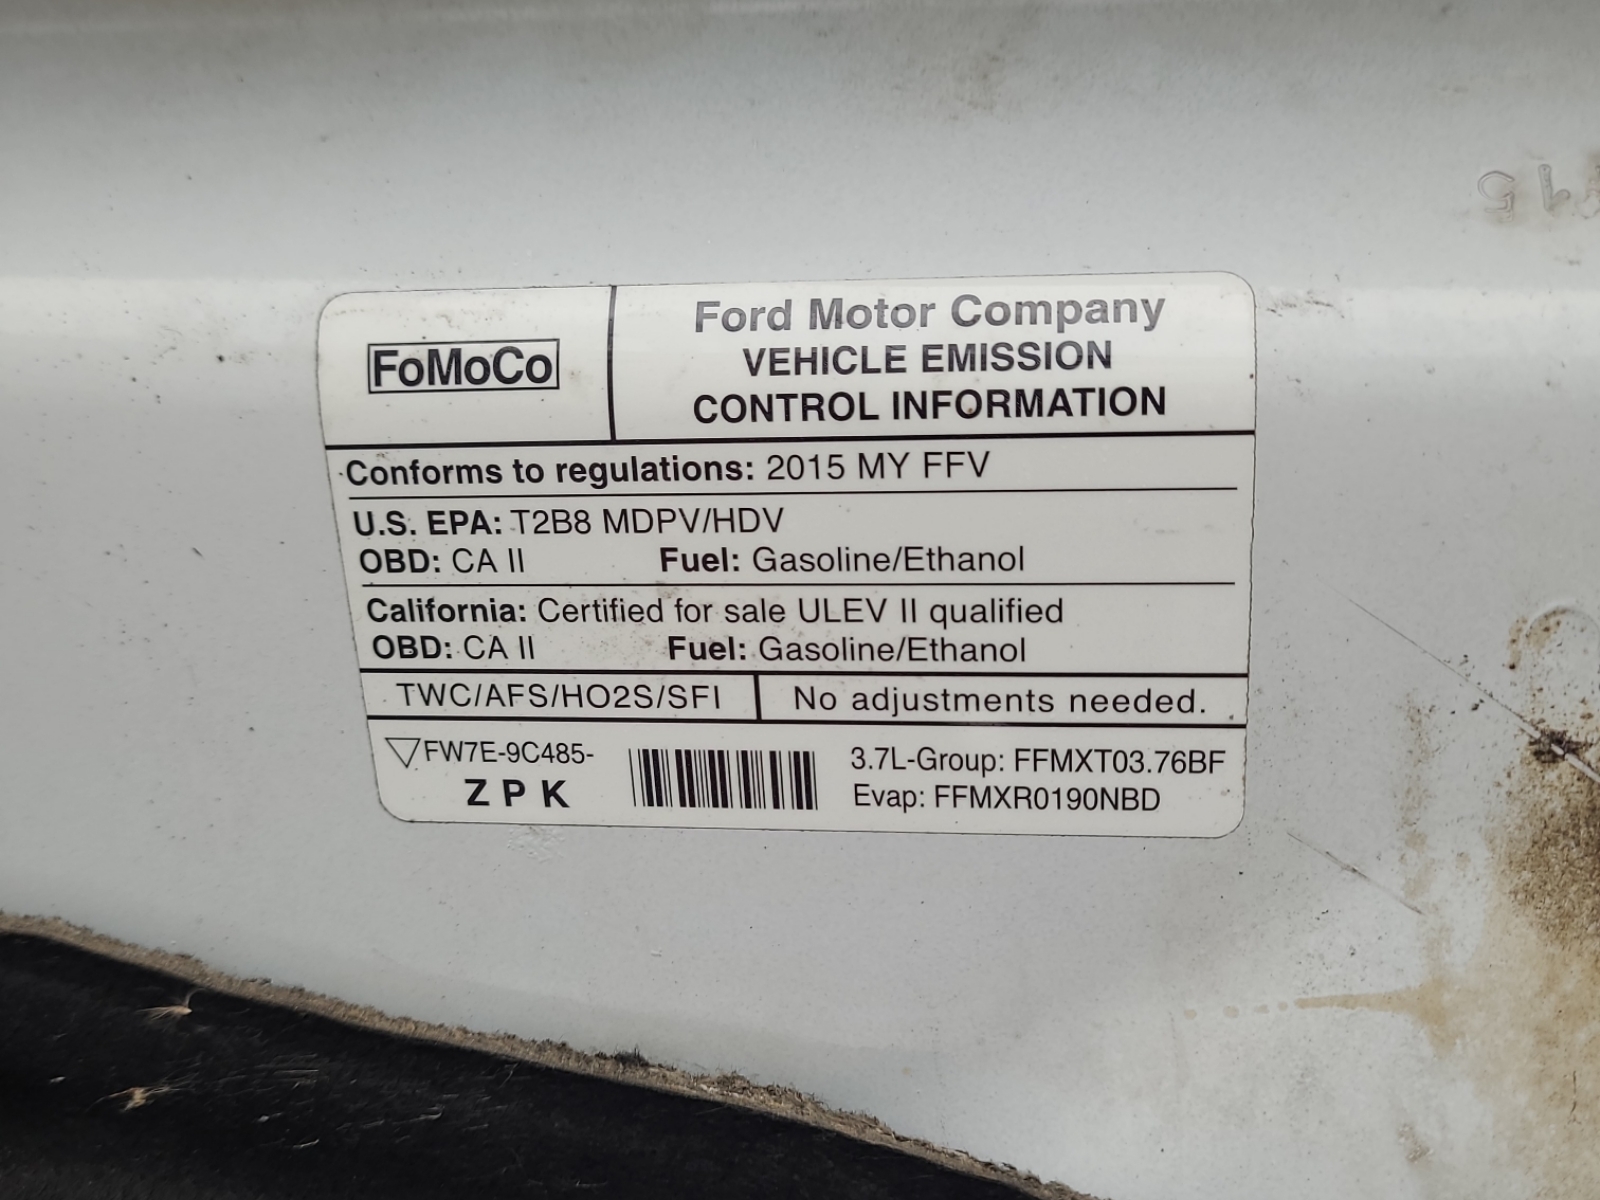 FoMoCo
Ford Motor Company
VEHICLE EMISSION
CONTROL INFORMATION
Conforms to regulations: 2015 MY FFV
U.S. EPA: T2B8 MDPV/HDV
OBD: CA II Fuel: Gasoline/Ethanol
California: Certified for sale ULEV II qualified
OBD: CA II Fuel: Gasoline/Ethanol
TWC/AFS/HO2S/SFI No adjustments needed.
FW7E-9C485-
Z P K
3.7L-Group: FFMXT03.76BF
Evap: FFMXR0190NBD